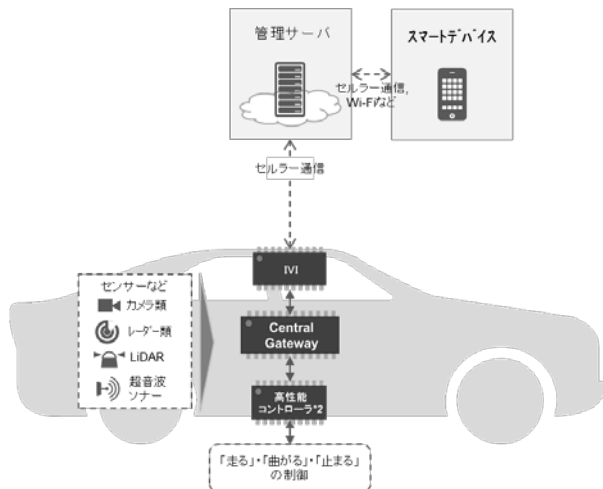 管理サーバ
スマートデバイス
セルラー通信,
Wi-Fiなど
セルラー通信
IVI
センサーなど
カメラ類
レーダー類
LiDAR
超音波
ソナー
Central
Gateway
高性能
コントローラ*2
「走る」・「曲がる」・「止まる」
の制御